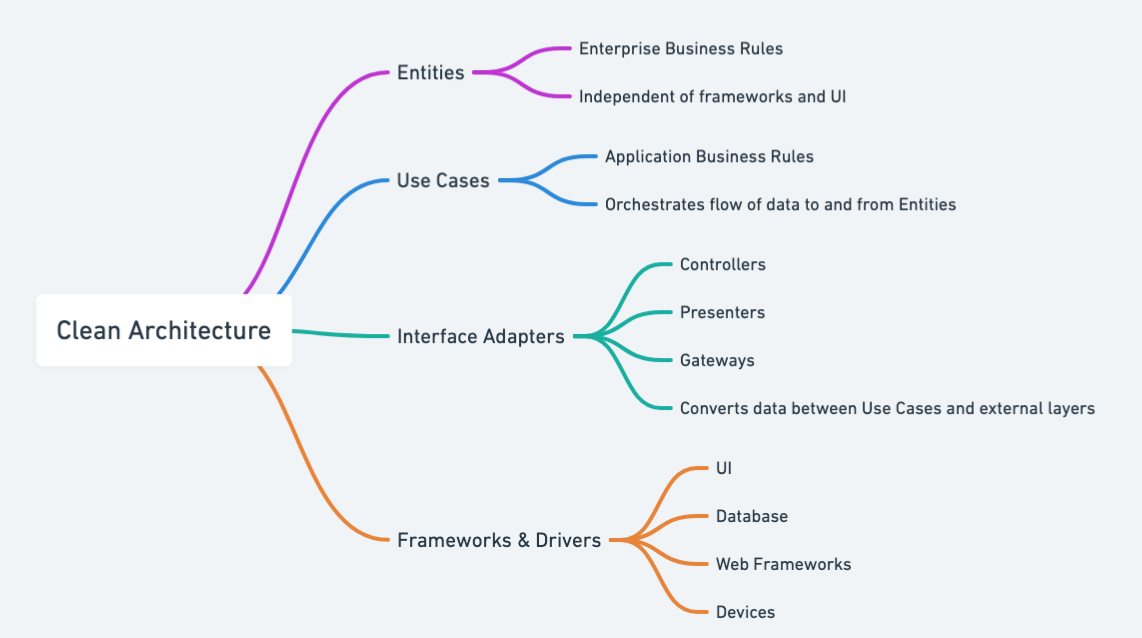 Clean Architecture
Entities
Enterprise Business Rules
Independent of frameworks and UI
Use Cases
Application Business Rules
Orchestrates flow of data to and from Entities
Interface Adapters
Controllers
Presenters
Gateways
Converts data between Use Cases and external layers
Frameworks & Drivers
UI
Database
Web Frameworks
Devices